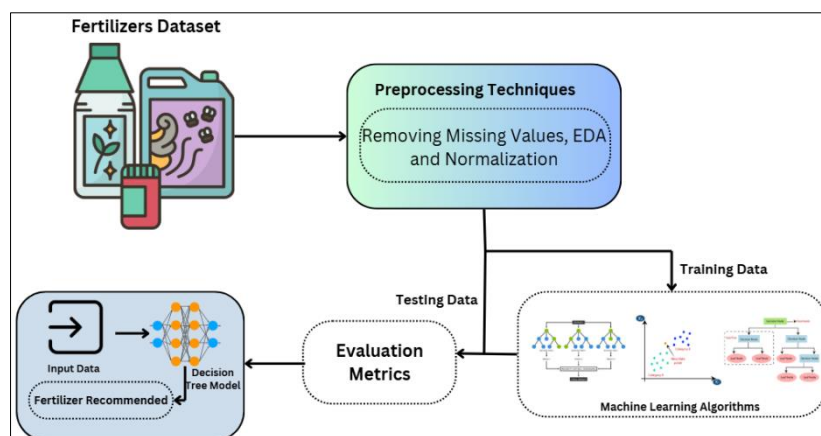 Fertilizers Dataset
Preprocessing Techniques
Removing Missing Values, EDA
and Normalization
Training Data
Testing Data
Machine Learning Algorithms
Evaluation
Metrics
Input Data
Decision
Tree Model
Fertilizer Recommended